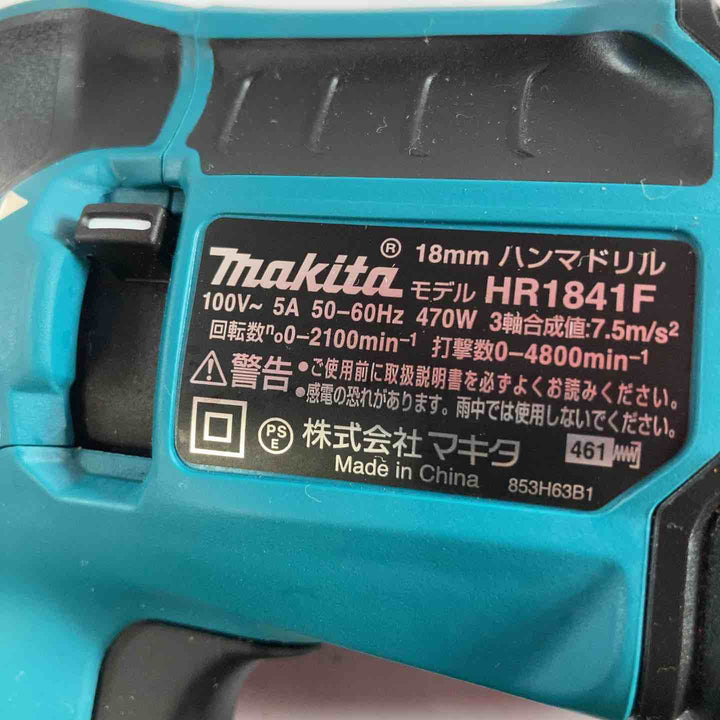 makita® 18mm ハンマドリル
モデル HR1841F
100V~ 5A 50-60Hz 470W 3軸合成値:7.5m/s²
回転数no0-2100min⁻¹ 打撃数0-4800min⁻¹
⚠警告 •ご使用前に取扱説明書を必ずよくお読みください。
•感電の恐れがあります。雨中では使用しないでください。
PSE 株式会社 マキタ 461
Made in China 853H63B1